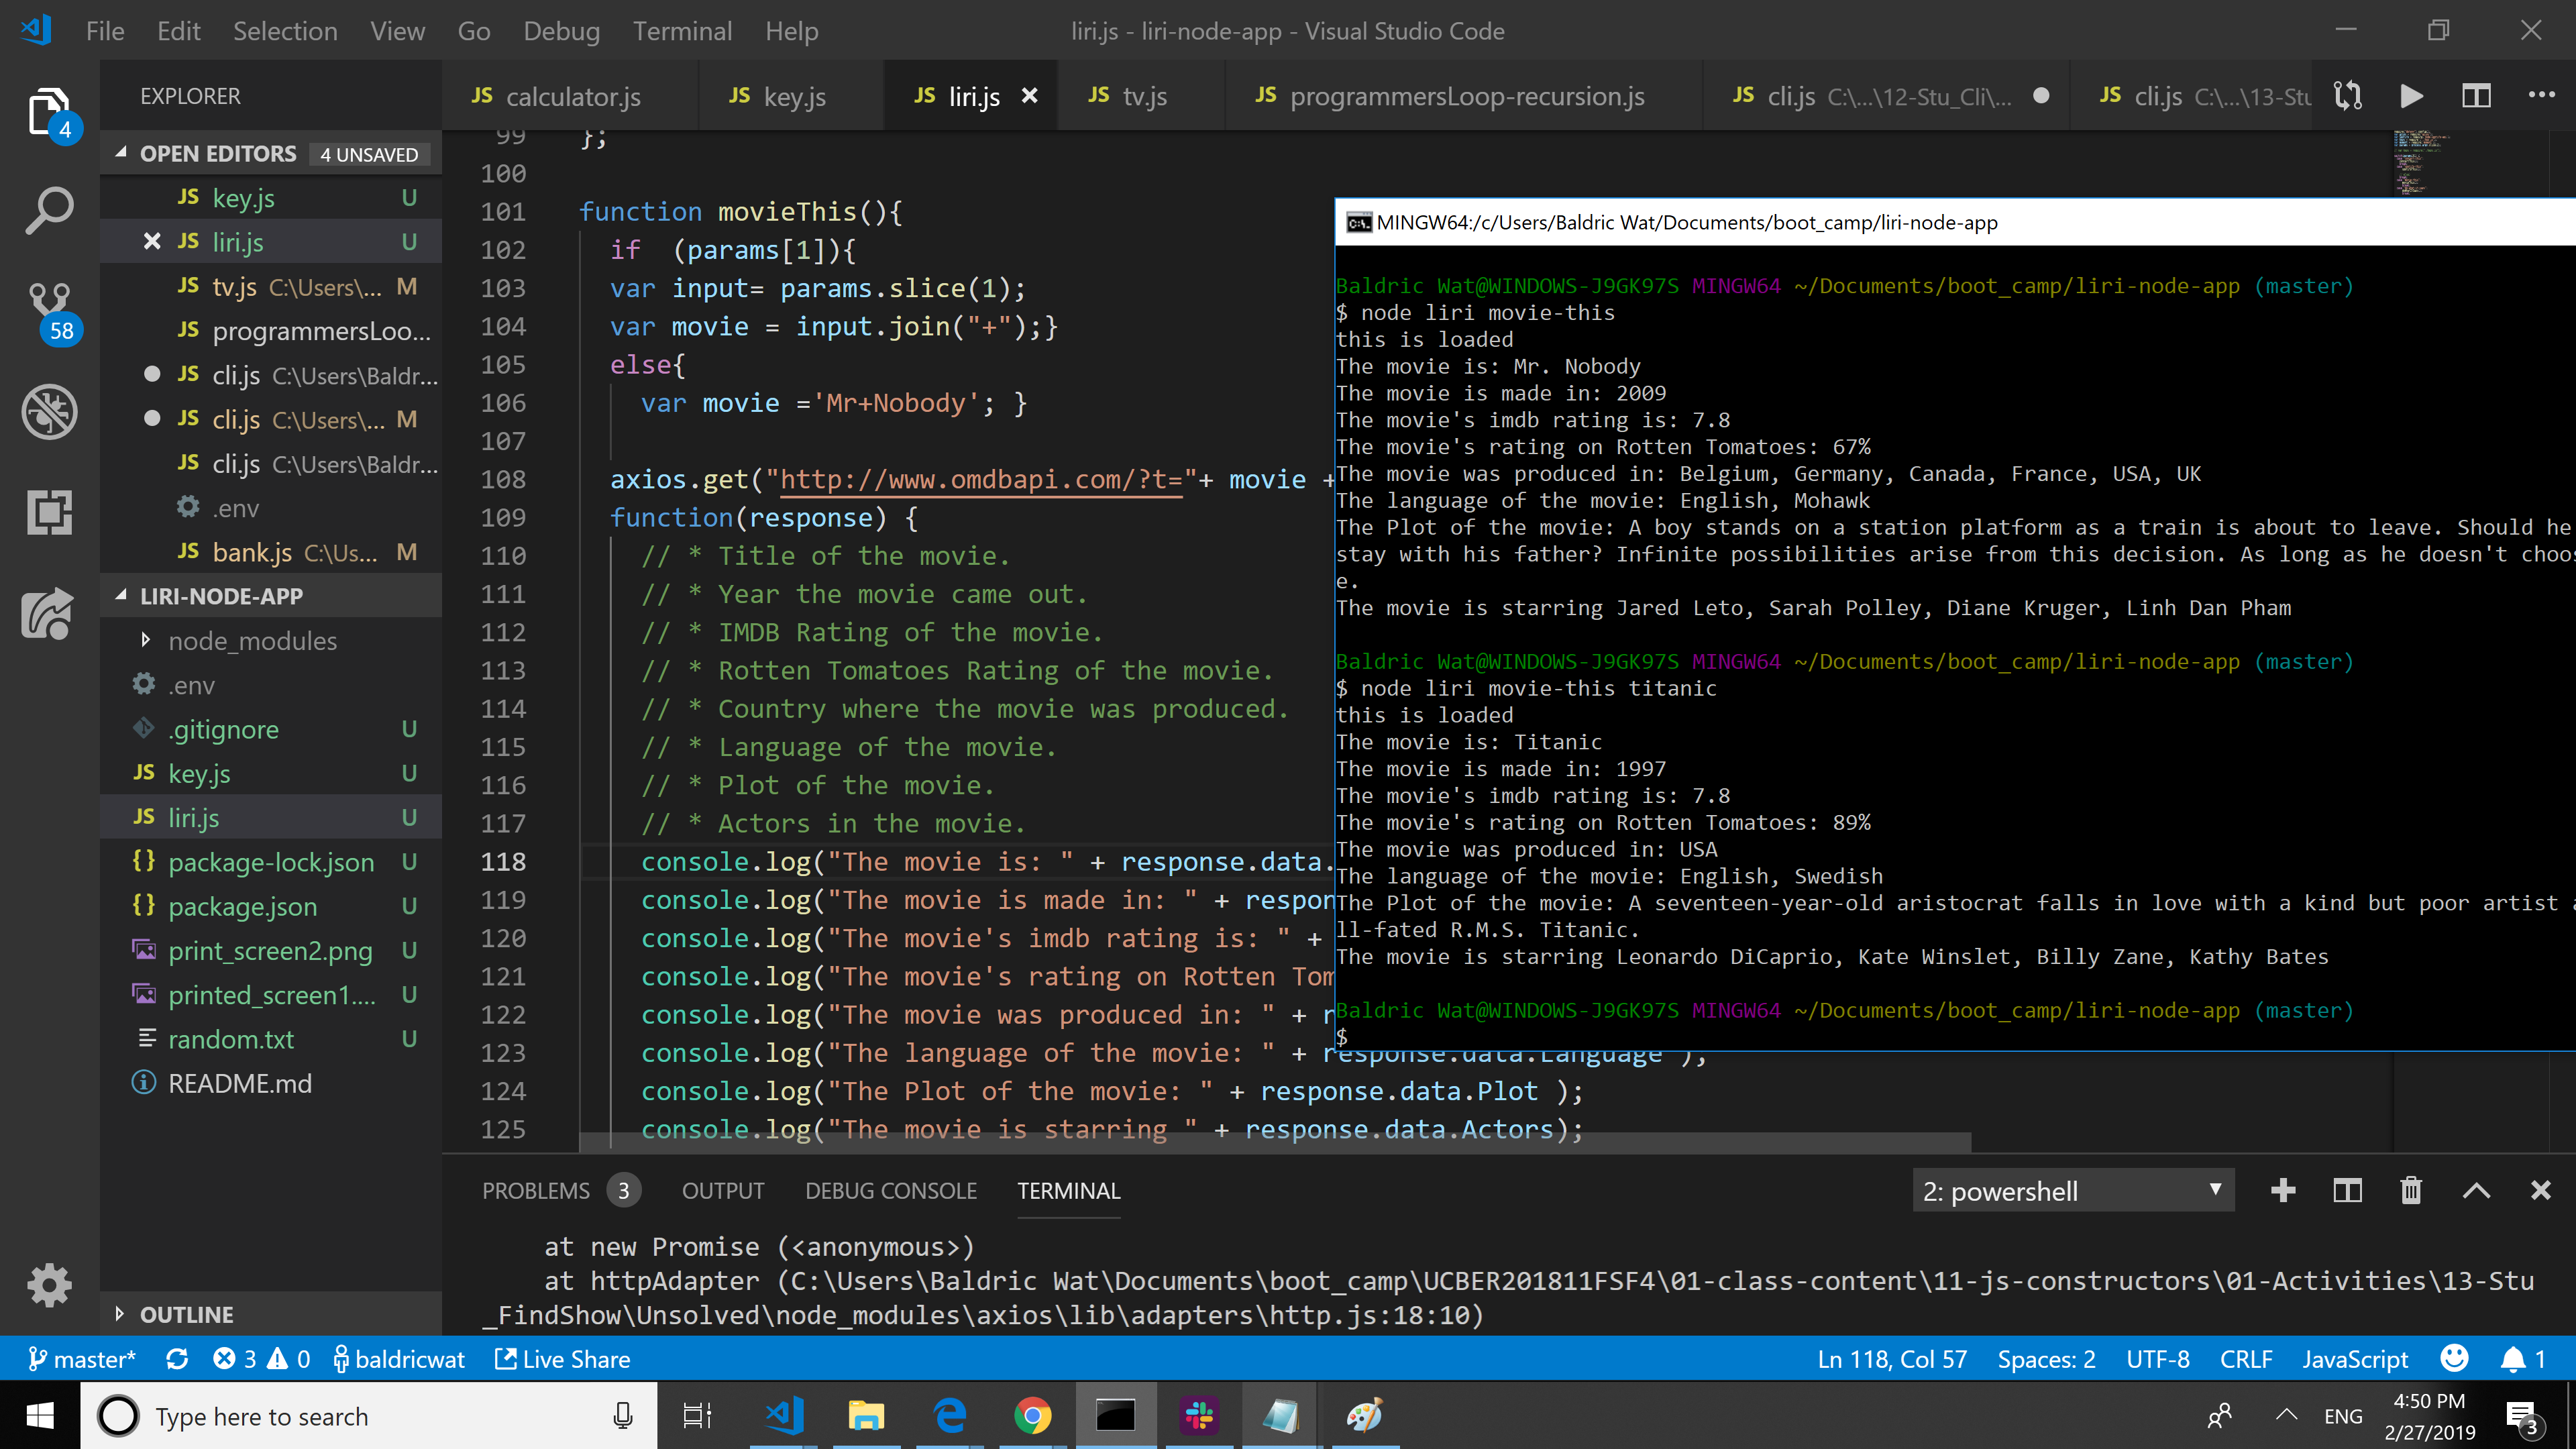 File Edit Selection View Go Debug Terminal Help
liri.js - liri-node-app - Visual Studio Code
EXPLORER
4
58
OPEN EDITORS 4 UNSAVED
JS key.js U
JS liri.js U
JS tv.js C:\Users\... M
JS programmersLoo...
JS cli.js C:\Users\Baldr...
JS cli.js C:\Users\... M
JS cli.js C:\Users\Baldr...
.env
JS bank.js C:\Us... M
LIRI-NODE-APP
node_modules
.env
.gitignore U
JS key.js U
JS liri.js U
{} package-lock.json U
{} package.json U
print_screen2.png U
printed_screen1.... U
random.txt U
README.md
OUTLINE
JS calculator.js JS key.js JS liri.js JS tv.js JS programmersLoop-recursion.js JS cli.js C:\...\12-Stu_Cli\... JS cli.js C:\...\13-Stu
99 };
100
101 function movieThis(){
102 if  (params[1]){
103 var input= params.slice(1);
104 var movie = input.join("+");}
105 else{
106 var movie ='Mr+Nobody'; }
107
108 axios.get("http://www.omdbapi.com/?t="+ movie +
109 function(response) {
110 // * Title of the movie.
111 // * Year the movie came out.
112 // * IMDB Rating of the movie.
113 // * Rotten Tomatoes Rating of the movie.
114 // * Country where the movie was produced.
115 // * Language of the movie.
116 // * Plot of the movie.
117 // * Actors in the movie.
118 console.log("The movie is: " + response.data.
119 console.log("The movie is made in: " + respon
120 console.log("The movie's imdb rating is: " +
121 console.log("The movie's rating on Rotten Tom
122 console.log("The movie was produced in: " + r
123 console.log("The language of the movie: " + response.data.Language );
124 console.log("The Plot of the movie: " + response.data.Plot );
125 console.log("The movie is starring " + response.data.Actors);
MINGW64:/c/Users/Baldric Wat/Documents/boot_camp/liri-node-app
Baldric Wat@WINDOWS-J9GK97S MINGW64 ~/Documents/boot_camp/liri-node-app (master)
$ node liri movie-this
this is loaded
The movie is: Mr. Nobody
The movie is made in: 2009
The movie's imdb rating is: 7.8
The movie's rating on Rotten Tomatoes: 67%
The movie was produced in: Belgium, Germany, Canada, France, USA, UK
The language of the movie: English, Mohawk
The Plot of the movie: A boy stands on a station platform as a train is about to leave. Should he
stay with his father? Infinite possibilities arise from this decision. As long as he doesn't choos
e.
The movie is starring Jared Leto, Sarah Polley, Diane Kruger, Linh Dan Pham
Baldric Wat@WINDOWS-J9GK97S MINGW64 ~/Documents/boot_camp/liri-node-app (master)
$ node liri movie-this titanic
this is loaded
The movie is: Titanic
The movie is made in: 1997
The movie's imdb rating is: 7.8
The movie's rating on Rotten Tomatoes: 89%
The movie was produced in: USA
The language of the movie: English, Swedish
The Plot of the movie: A seventeen-year-old aristocrat falls in love with a kind but poor artist a
ll-fated R.M.S. Titanic.
The movie is starring Leonardo DiCaprio, Kate Winslet, Billy Zane, Kathy Bates
Baldric Wat@WINDOWS-J9GK97S MINGW64 ~/Documents/boot_camp/liri-node-app (master)
$
PROBLEMS 3 OUTPUT DEBUG CONSOLE TERMINAL 2: powershell
at new Promise (<anonymous>)
at httpAdapter (C:\Users\Baldric Wat\Documents\boot_camp\UCBER201811FSF4\01-class-content\11-js-constructors\01-Activities\13-Stu
_FindShow\Unsolved\node_modules\axios\lib\adapters\http.js:18:10)
master* 3 0 baldricwat Live Share Ln 118, Col 57 Spaces: 2 UTF-8 CRLF JavaScript 1
Type here to search ENG 4:50 PM
2/27/2019 3